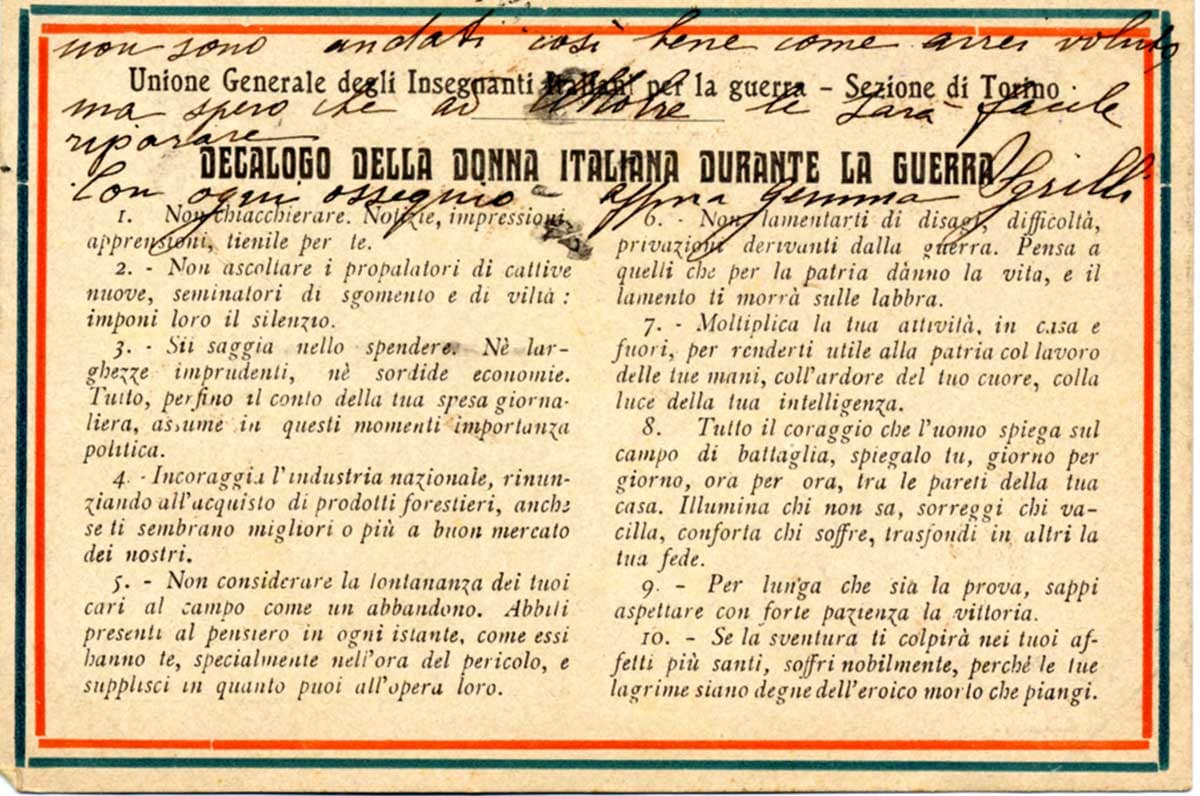 non sono andati così bene come avrei voluto
Unione Generale degli Insegnanti Italiani per la guerra - Sezione di Torino
ma spero che ad Ottobre le sarà facile
riparare
DECALOGO DELLA DONNA ITALIANA DURANTE LA GUERRA
Con ogni ossequio - affma Gemma Sgrilli
1. Non chiacchierare. Notizie, impressioni,
apprensioni, tienile per te.
2. - Non ascoltare i propalatori di cattive
nuove, seminatori di sgomento e di viltà :
imponi loro il silenzio.
3. - Sii saggia nello spendere. Nè lar-
ghezze imprudenti, nè sordide economie.
Tutto, perfino il conto della tua spesa giorna-
liera, assume in questi momenti importanza
politica.
4. - Incoraggia l'industria nazionale, rinun-
ziando all'acquisto di prodotti forestieri, anche
se ti sembrano migliori o più a buon mercato
dei nostri.
5. - Non considerare la lontananza dei tuoi
cari al campo come un abbandono. Abbili
presenti al pensiero in ogni istante, come essi
hanno te, specialmente nell'ora del pericolo, e
supplisci in quanto puoi all'opera loro.
6. - Non lamentarti di disagi, difficoltà,
privazioni derivanti dalla guerra. Pensa a
quelli che per la patria dànno la vita, e il
lamento ti morrà sulle labbra.
7. - Moltiplica la tua attività, in casa e
fuori, per renderti utile alla patria col lavoro
delle tue mani, coll'ardore del tuo cuore, colla
luce della tua intelligenza.
8. Tutto il coraggio che l'uomo spiega sul
campo di battaglia, spiegalo tu, giorno per
giorno, ora per ora, tra le pareti della tua
casa. Illumina chi non sa, sorreggi chi va-
cilla, conforta chi soffre, trasfondi in altri la
tua fede.
9. - Per lunga che sia la prova, sappi
aspettare con forte pazienza la vittoria.
10. - Se la sventura ti colpirà nei tuoi af-
fetti più santi, soffri nobilmente, perché le tue
lagrime siano degne dell'eroico morto che piangi.